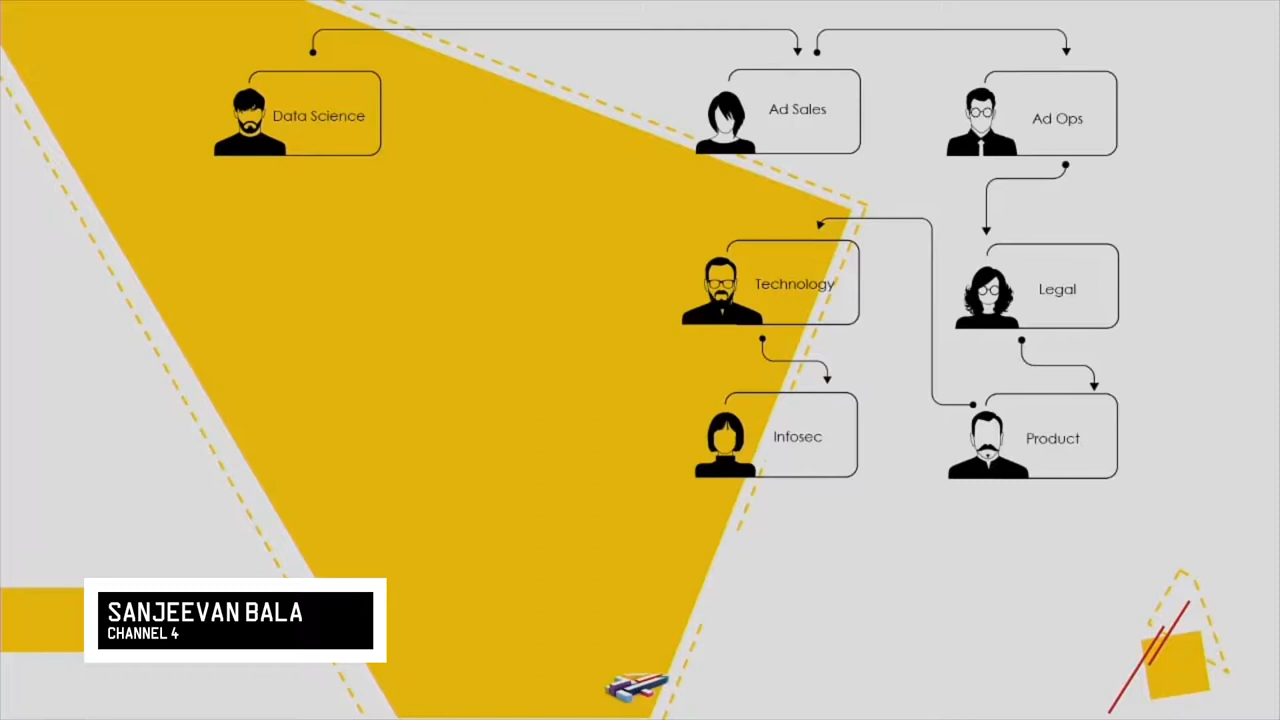 Data Science
Ad Sales
Ad Ops
Technology
Legal
Infosec
Product
SANJEEVAN BALA
CHANNEL 4